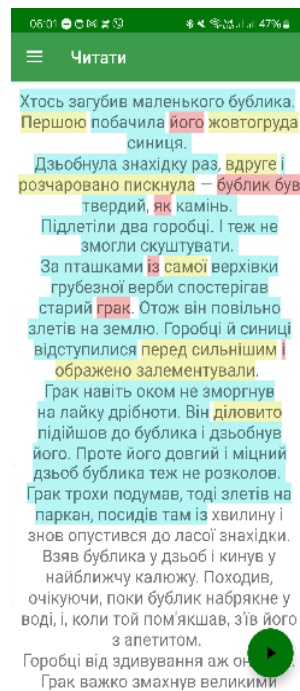 06:01 47%
Читати
Хтось загубив маленького бублика.
Першою побачила його жовтогруда
синиця.
Дзьобнула знахідку раз, вдруге і
розчаровано пискнула — бублик був
твердий, як камінь.
Підлетіли два горобці. І теж не
змогли скуштувати.
За пташками із самої верхівки
грубезної верби спостерігав
старий грак. Отож він повільно
злетів на землю. Горобці й синиці
відступилися перед сильнішим і
ображено залементували.
Грак навіть оком не зморгнув
на лайку дрібноти. Він діловито
підійшов до бублика і дзьобнув
його. Проте його довгий і міцний
дзьоб бублика теж не розколов.
Грак трохи подумав, тоді злетів на
паркан, посидів там із хвилину і
знов опустився до ласої знахідки.
Взяв бублика у дзьоб і кинув у
найближчу калюжу. Походив,
очікуючи, поки бублик набрякне у
воді, і, коли той пом'якшав, з'їв його
з апетитом.
Горобці від здивування аж
Грак важко змахнув великими